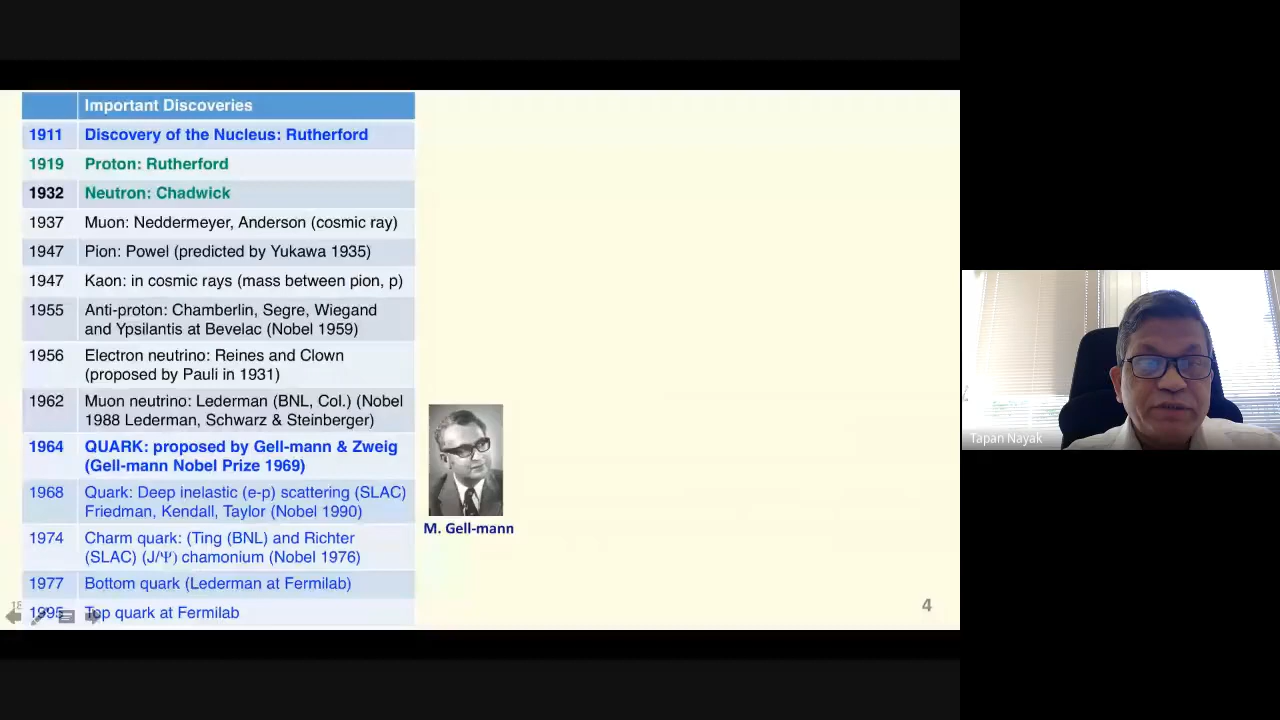 Important Discoveries
1911 Discovery of the Nucleus: Rutherford
1919 Proton: Rutherford
1932 Neutron: Chadwick
1937 Muon: Neddermeyer, Anderson (cosmic ray)
1947 Pion: Powel (predicted by Yukawa 1935)
1947 Kaon: in cosmic rays (mass between pion, p)
1955 Anti-proton: Chamberlin, Segre, Wiegand
and Ypsilantis at Bevelac (Nobel 1959)
1956 Electron neutrino: Reines and Clown
(proposed by Pauli in 1931)
1962 Muon neutrino: Lederman (BNL, Col.) (Nobel
1988 Lederman, Schwarz & Steinberger)
1964 QUARK: proposed by Gell-mann & Zweig
(Gell-mann Nobel Prize 1969)
1968 Quark: Deep inelastic (e-p) scattering (SLAC)
Friedman, Kendall, Taylor (Nobel 1990)
1974 Charm quark: (Ting (BNL) and Richter
(SLAC) (J/Ψ) chamonium (Nobel 1976)
1977 Bottom quark (Lederman at Fermilab)
1995 Top quark at Fermilab
M. Gell-mann
4
Tapan Nayak